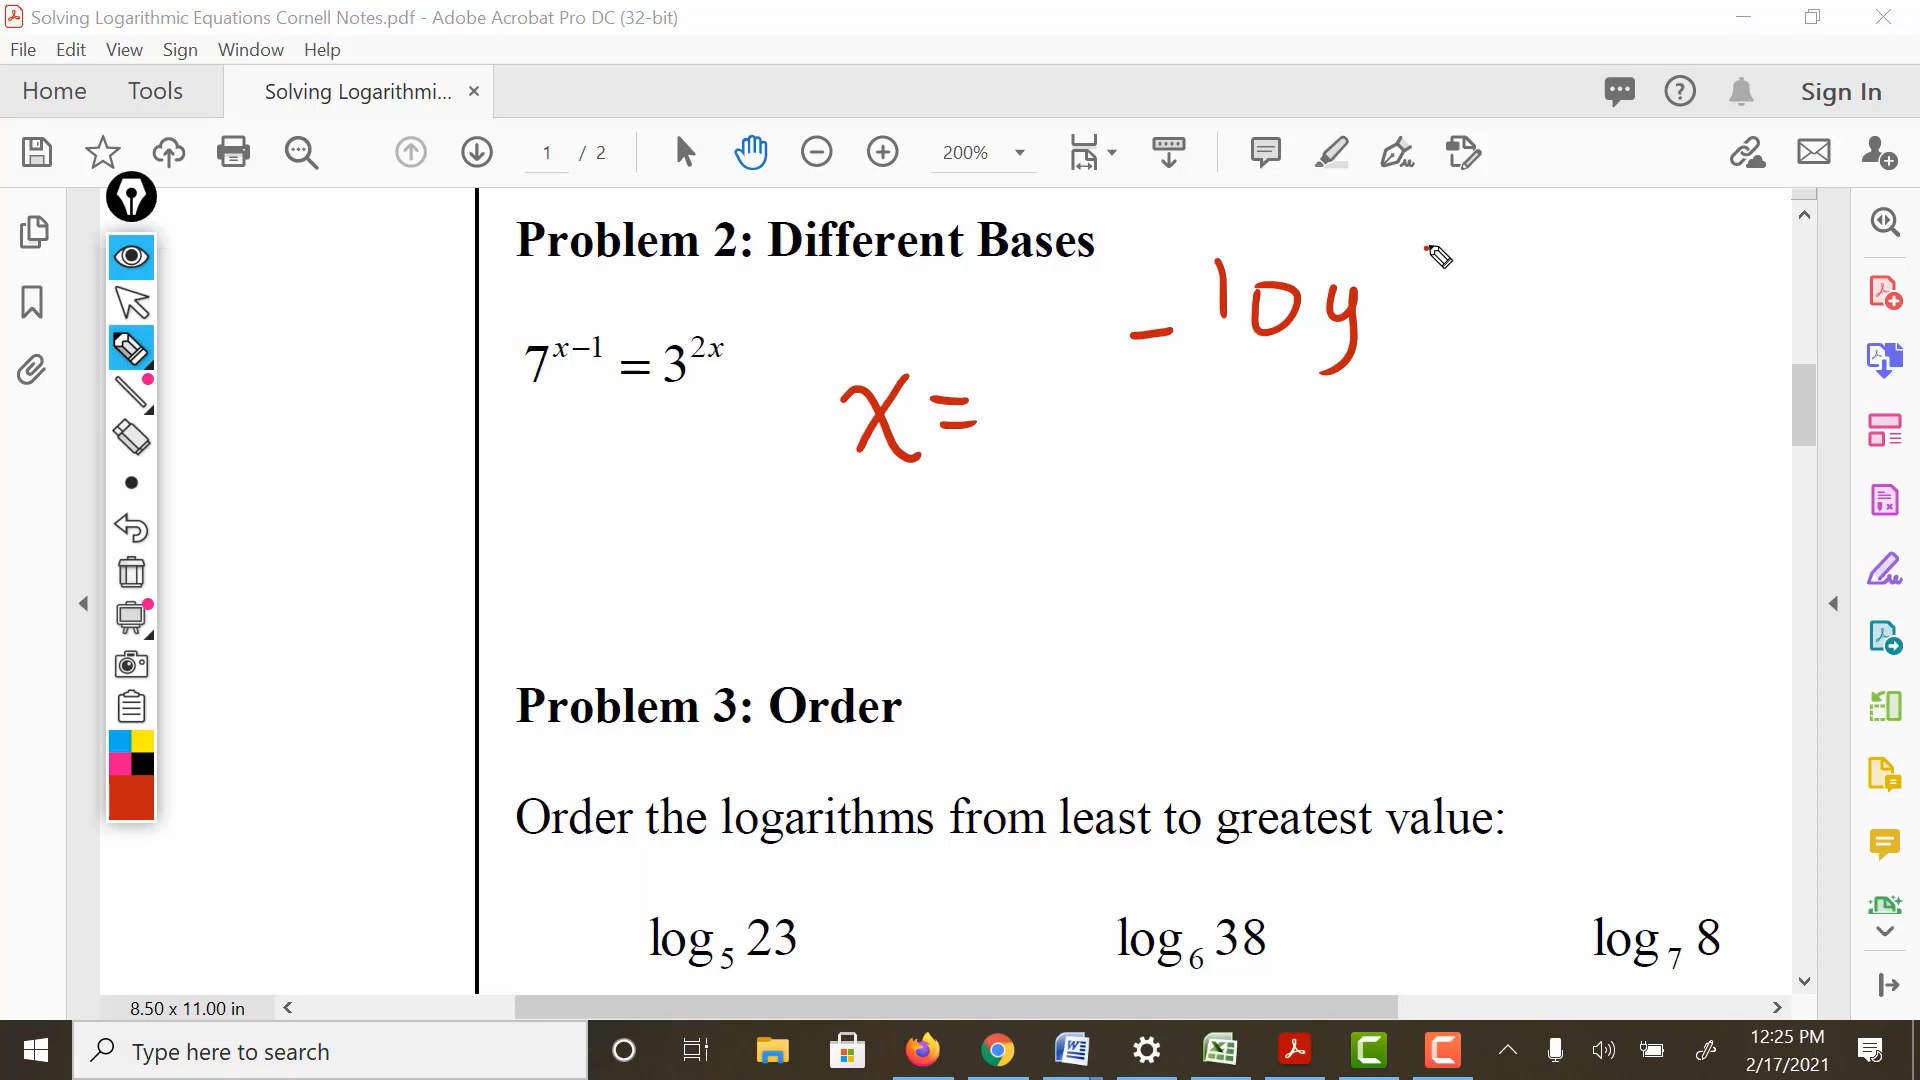 Solving Logarithmic Equations Cornell Notes.pdf - Adobe Acrobat Pro DC (32-bit)
File Edit View Sign Window Help
Home Tools Solving Logarithmi... × Sign In
1 / 2 200%
Problem 2: Different Bases
- log
7^{x-1} = 3^{2x}
x =
Problem 3: Order
Order the logarithms from least to greatest value:
log₅ 23 log₆ 38 log₇ 8
8.50 x 11.00 in
Type here to search
12:25 PM
2/17/2021